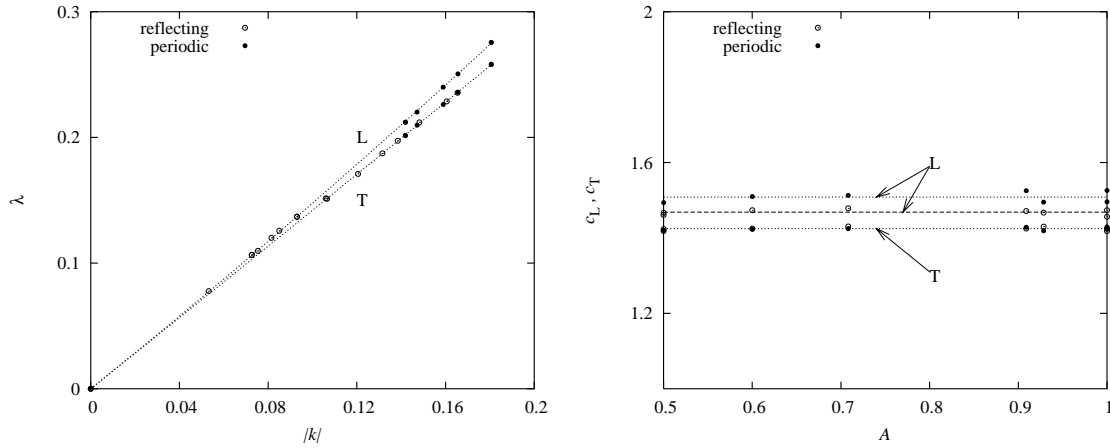 reflecting
periodic
0.3
0.2
0.1
0
λ
L
T
0 0.04 0.08 0.12 0.16 0.2
|k|
reflecting
periodic
2
1.6
1.2
c_L , c_T
L
T
0.5 0.6 0.7 0.8 0.9 1
A